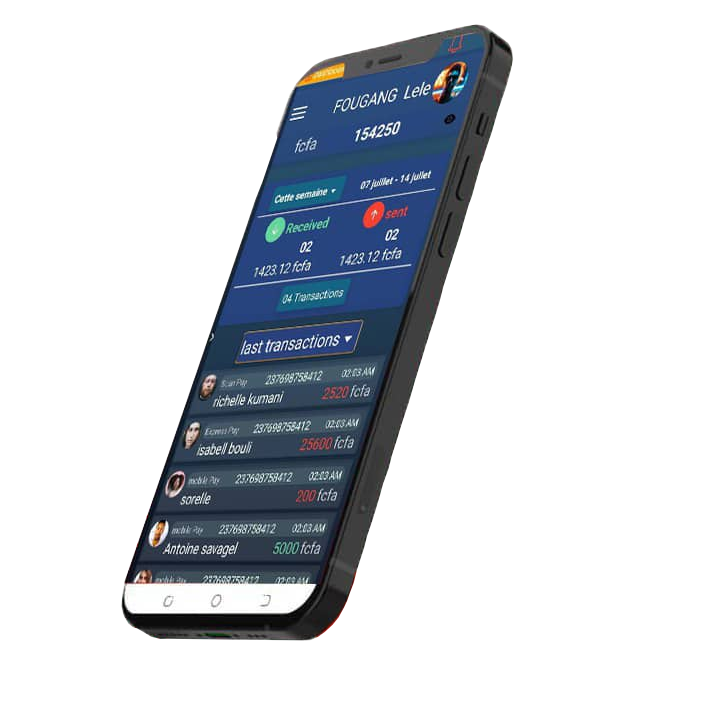 FOUGANG Lele
fcfa 154250
Cette semaine 07 juillet - 14 juillet
Received sent
02 02
1423.12 fcfa 1423.12 fcfa
04 Transactions
last transactions
Scan Pay 237698758412 02:03 AM
richelle kumani 2520 fcfa
Express Pay 237698758412 02:03 AM
isabell bouli 25600 fcfa
mobile Pay 237698758412 02:03 AM
sorelle 200 fcfa
mobile Pay 237698758412 02:03 AM
Antoine savagel 5000 fcfa
mobile Pay 237698758412 02:03 AM